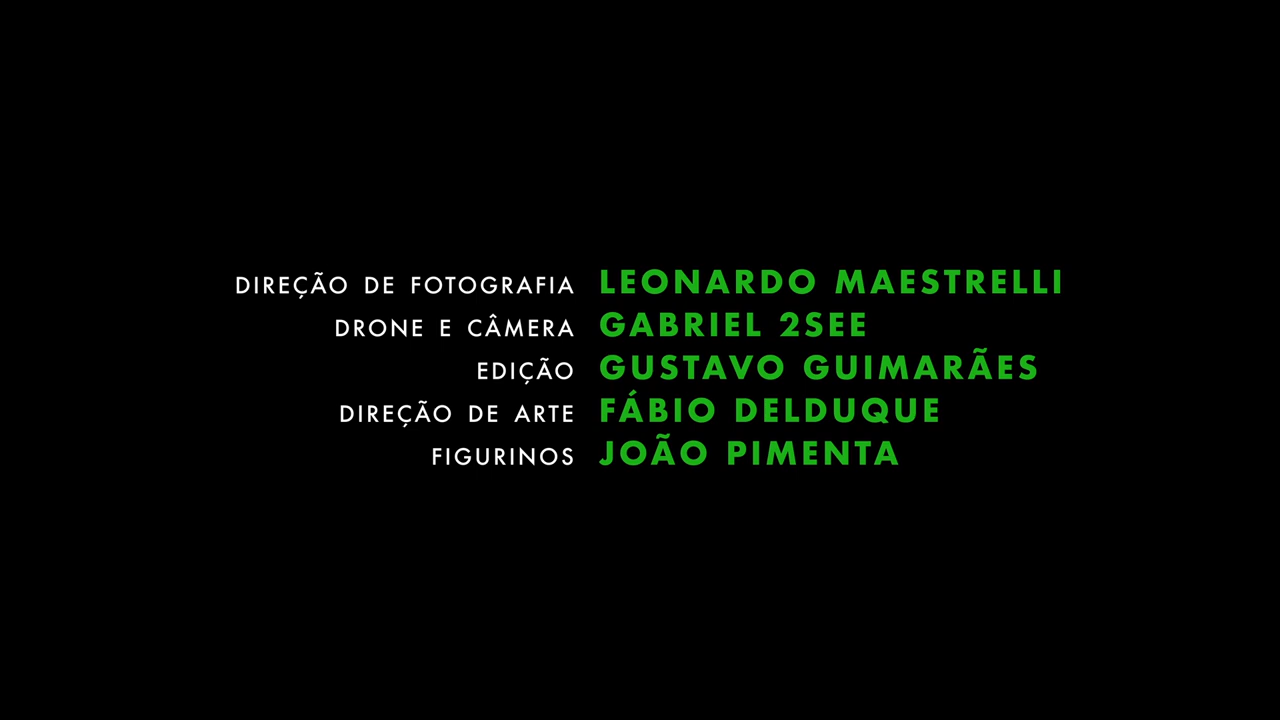 DIREÇÃO DE FOTOGRAFIA LEONARDO MAESTRELLI
DRONE E CÂMERA GABRIEL 2SEE
EDIÇÃO GUSTAVO GUIMARÃES
DIREÇÃO DE ARTE FÁBIO DELDUQUE
FIGURINOS JOÃO PIMENTA